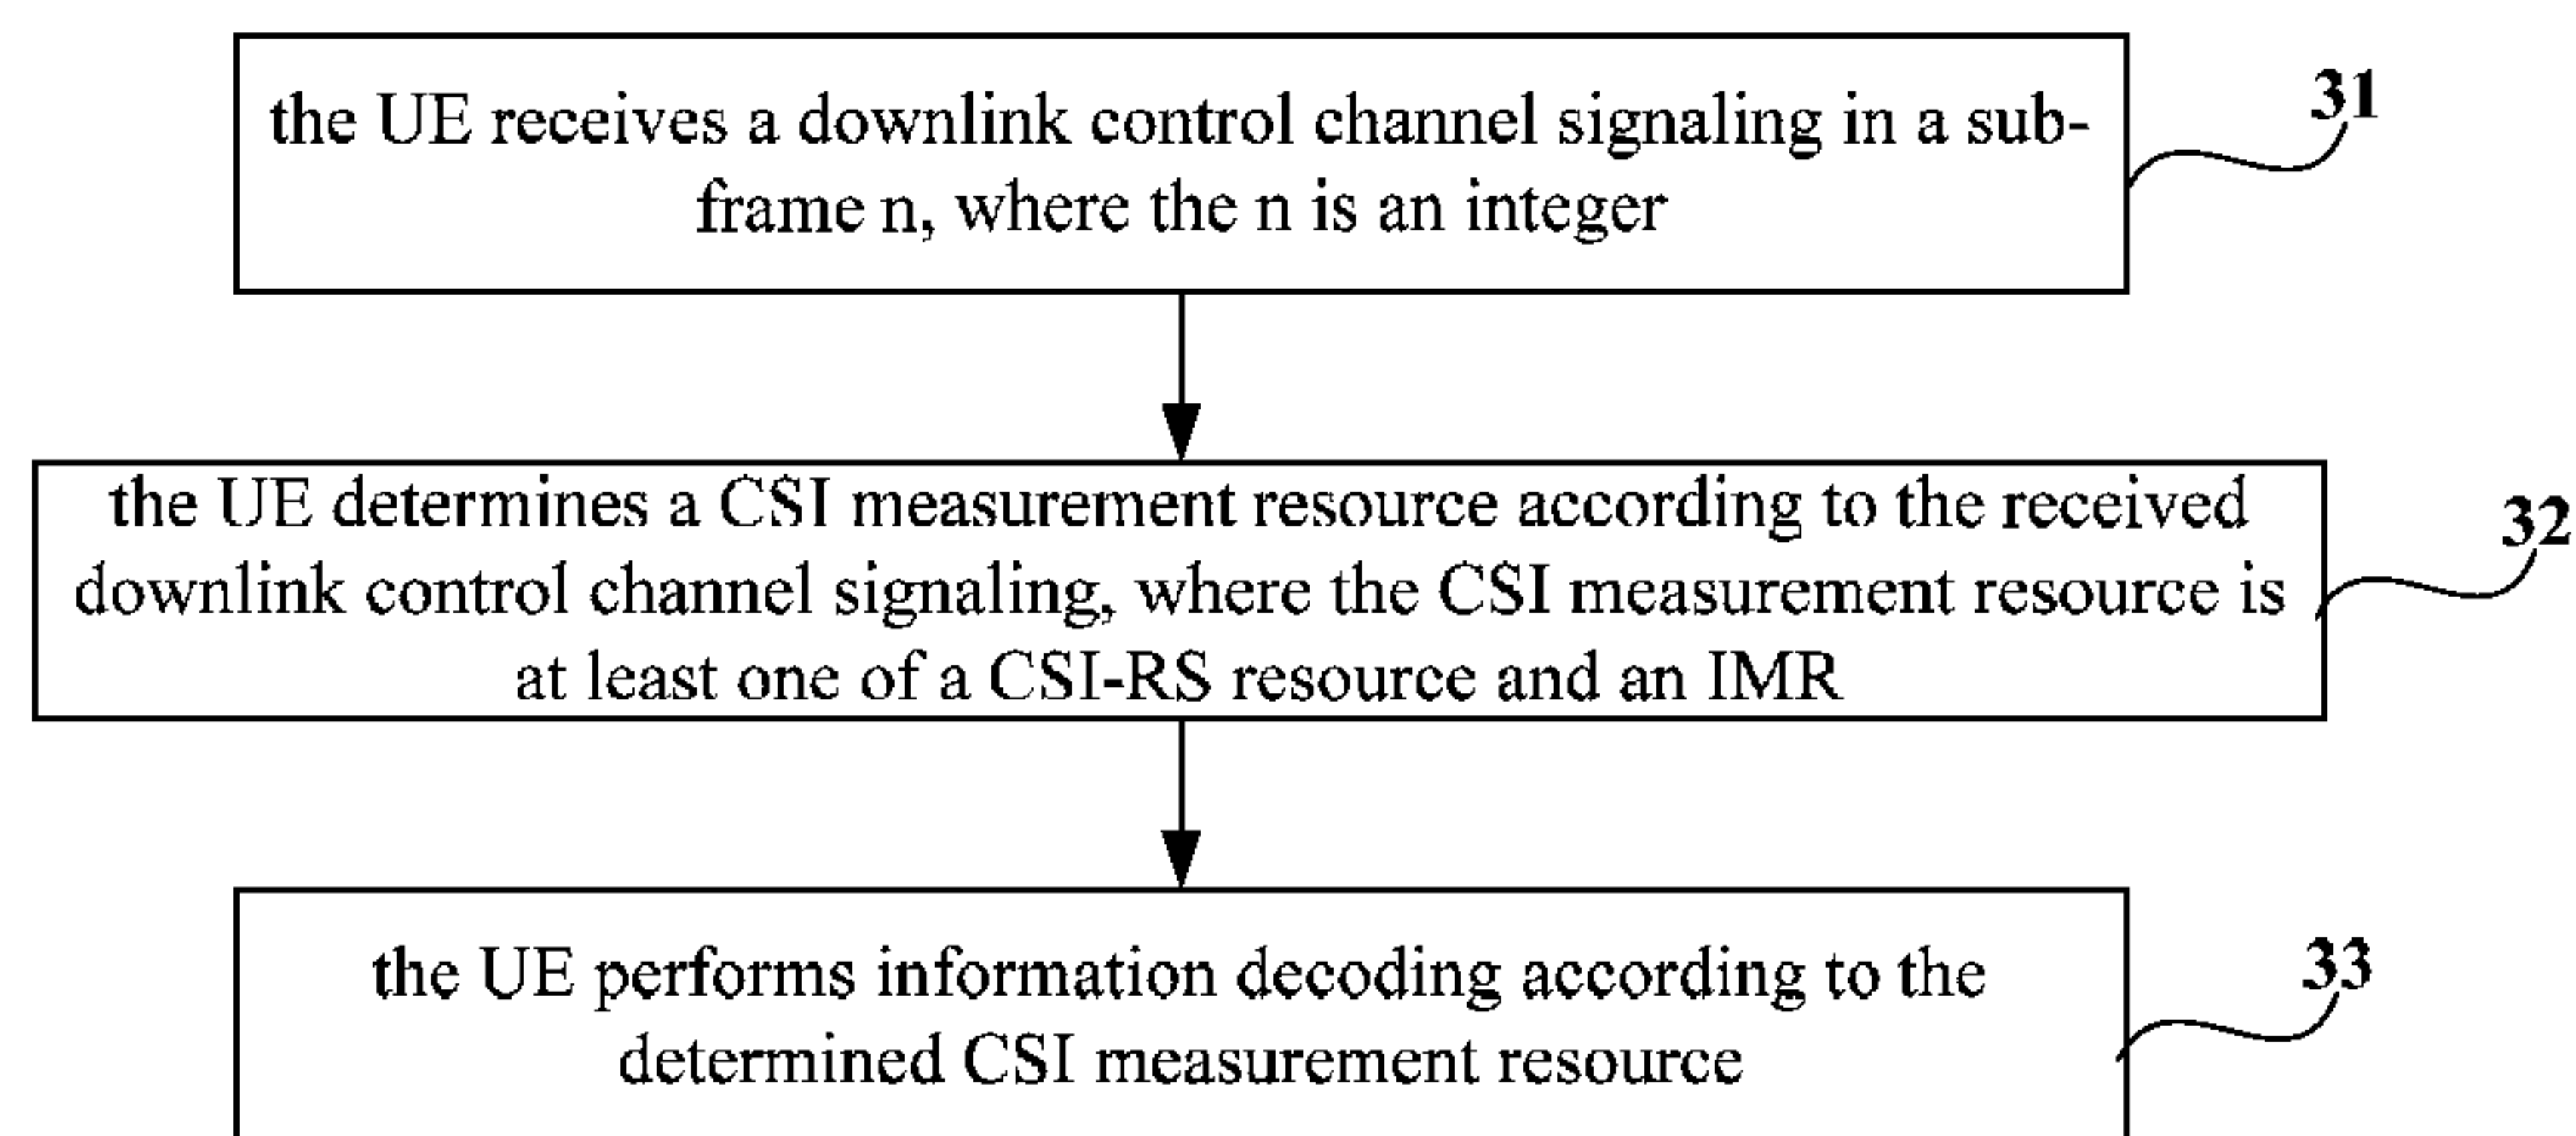 the UE receives a downlink control channel signaling in a sub-
frame n, where the n is an integer
31
the UE determines a CSI measurement resource according to the received
downlink control channel signaling, where the CSI measurement resource is
at least one of a CSI-RS resource and an IMR
32
the UE performs information decoding according to the
determined CSI measurement resource
33